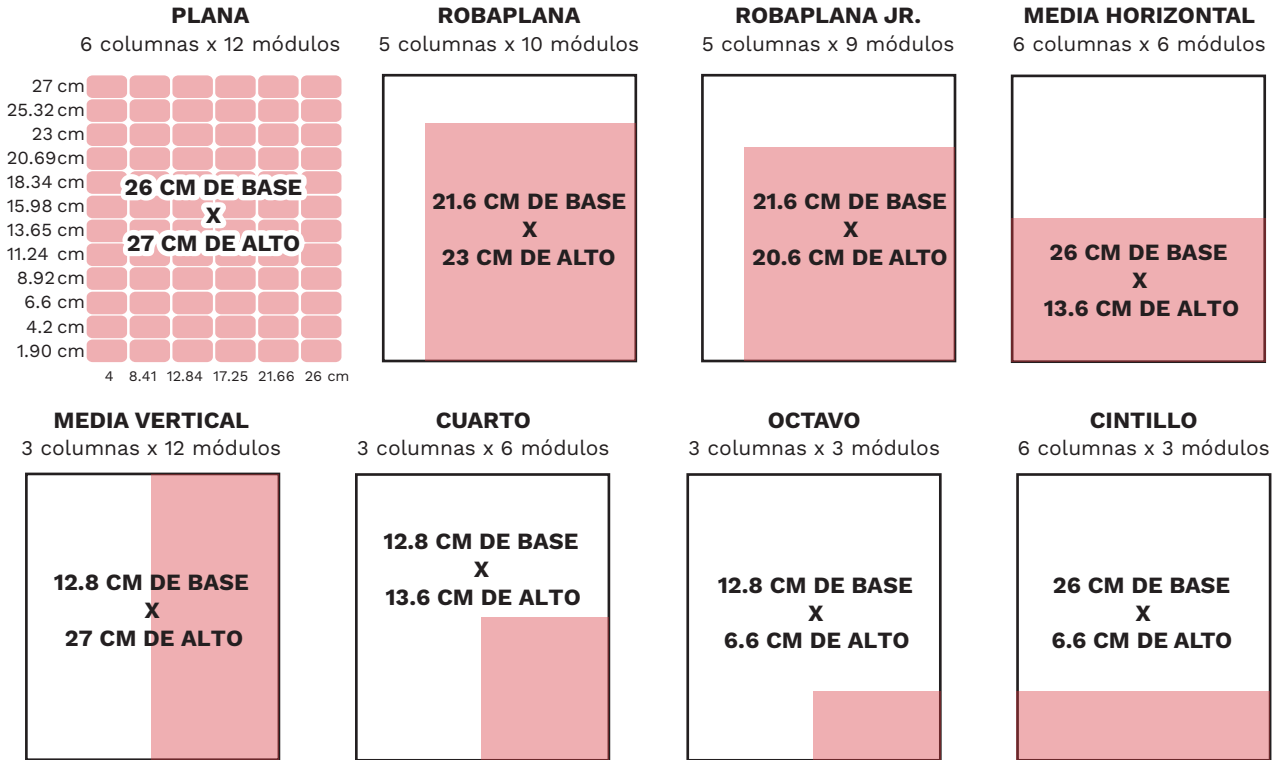 PLANA
6 columnas x 12 módulos
27 cm
25.32 cm
23 cm
20.69cm
18.34 cm
15.98 cm
13.65 cm
11.24 cm
8.92cm
6.6 cm
4.2 cm
1.90 cm
26 CM DE BASE
X
27 CM DE ALTO
4 8.41 12.84 17.25 21.66 26 cm
ROBAPLANA
5 columnas x 10 módulos
21.6 CM DE BASE
X
23 CM DE ALTO
ROBAPLANA JR.
5 columnas x 9 módulos
21.6 CM DE BASE
X
20.6 CM DE ALTO
MEDIA HORIZONTAL
6 columnas x 6 módulos
26 CM DE BASE
X
13.6 CM DE ALTO
MEDIA VERTICAL
3 columnas x 12 módulos
12.8 CM DE BASE
X
27 CM DE ALTO
CUARTO
3 columnas x 6 módulos
12.8 CM DE BASE
X
13.6 CM DE ALTO
OCTAVO
3 columnas x 3 módulos
12.8 CM DE BASE
X
6.6 CM DE ALTO
CINTILLO
6 columnas x 3 módulos
26 CM DE BASE
X
6.6 CM DE ALTO